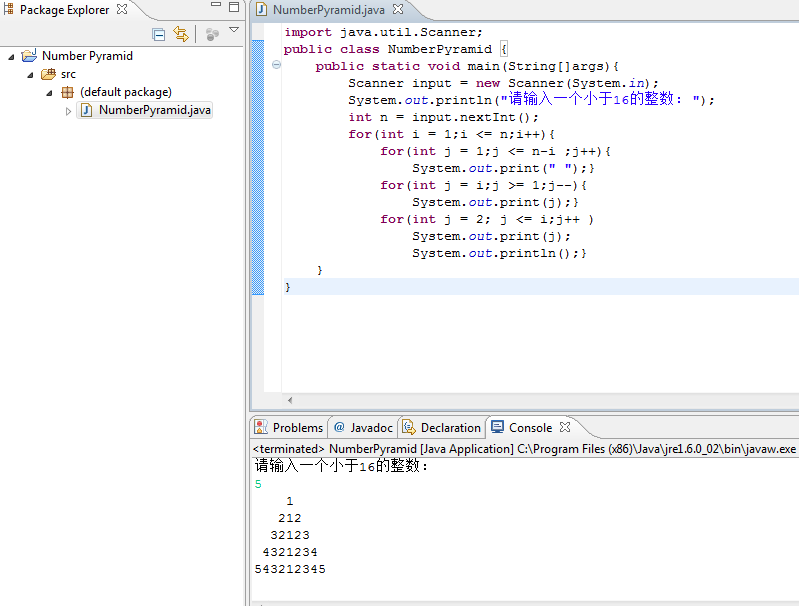 Package Explorer
Number Pyramid
src
(default package)
NumberPyramid.java
NumberPyramid.java
import java.util.Scanner;
public class NumberPyramid {
    public static void main(String[]args){
        Scanner input = new Scanner(System.in);
        System.out.println("请输入一个小于16的整数: ");
        int n = input.nextInt();
        for(int i = 1;i <= n;i++){
            for(int j = 1;j <= n-i ;j++){
                System.out.print(" ");}
            for(int j = i;j >= 1;j--){
                System.out.print(j);}
            for(int j = 2; j <= i;j++ )
                System.out.print(j);
                System.out.println();}
    }
}
Problems @ Javadoc Declaration Console
<terminated> NumberPyramid [Java Application] C:\Program Files (x86)\Java\jre1.6.0_02\bin\javaw.exe
请输入一个小于16的整数:
5
    1
   212
  32123
 4321234
543212345